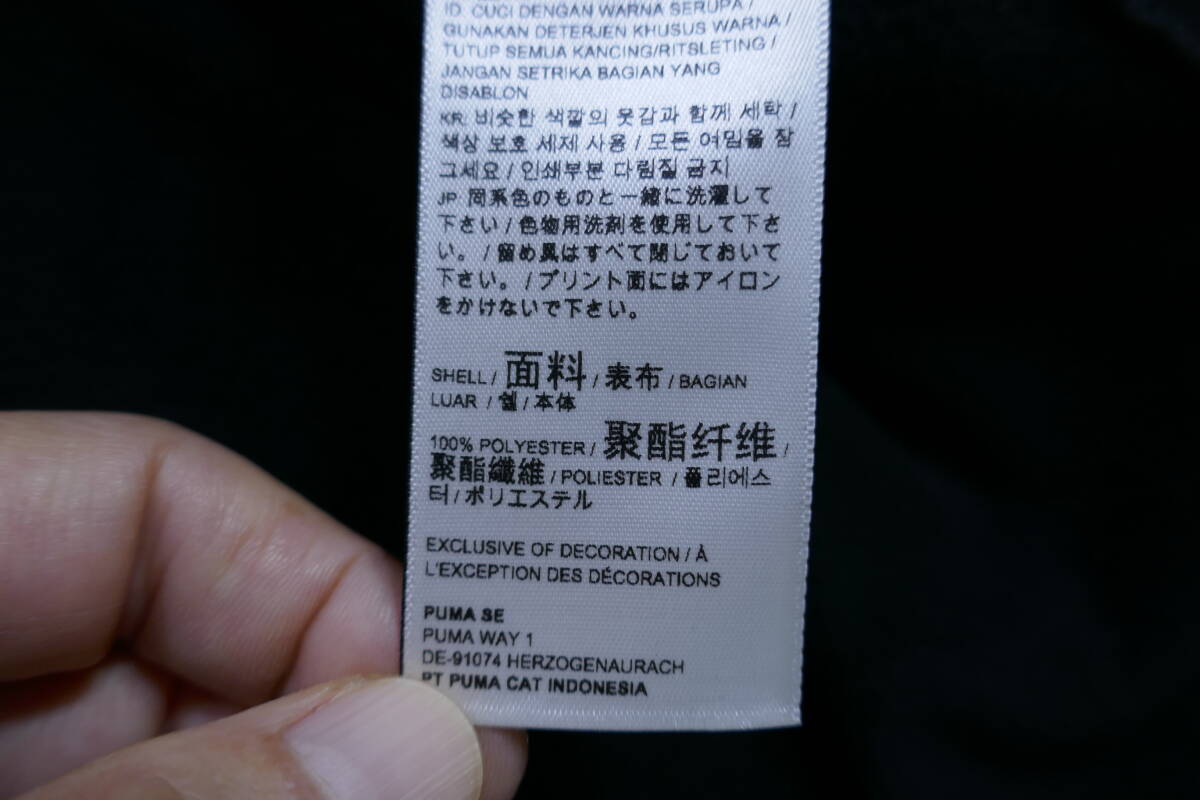 ID. CUCI DENGAN WARNA SERUPA /
GUNAKAN DETERJEN KHUSUS WARNA /
TUTUP SEMUA KANCING/RITSLETING /
JANGAN SETRIKA BAGIAN YANG
DISABLON
KR. 비슷한 색깔의 옷감과 함께 세탁 /
색상 보호 세제 사용 / 모든 여밈을 잠
그세요 / 인쇄부분 다림질 금지
JP 同系色のものと一緒に洗濯して
下さい / 色物用洗剤を使用して下さ
い。 / 留め具はすべて閉じておいて
下さい。 / プリント面にはアイロン
をかけないで下さい。
SHELL / 面料 / 表布 / BAGIAN
LUAR / 쉘 / 本体
100% POLYESTER / 聚酯纤维 /
聚酯纖維 / POLIESTER / 폴리에스
터 / ポリエステル
EXCLUSIVE OF DECORATION / À
L'EXCEPTION DES DÉCORATIONS
PUMA SE
PUMA WAY 1
DE-91074 HERZOGENAURACH
PT PUMA CAT INDONESIA